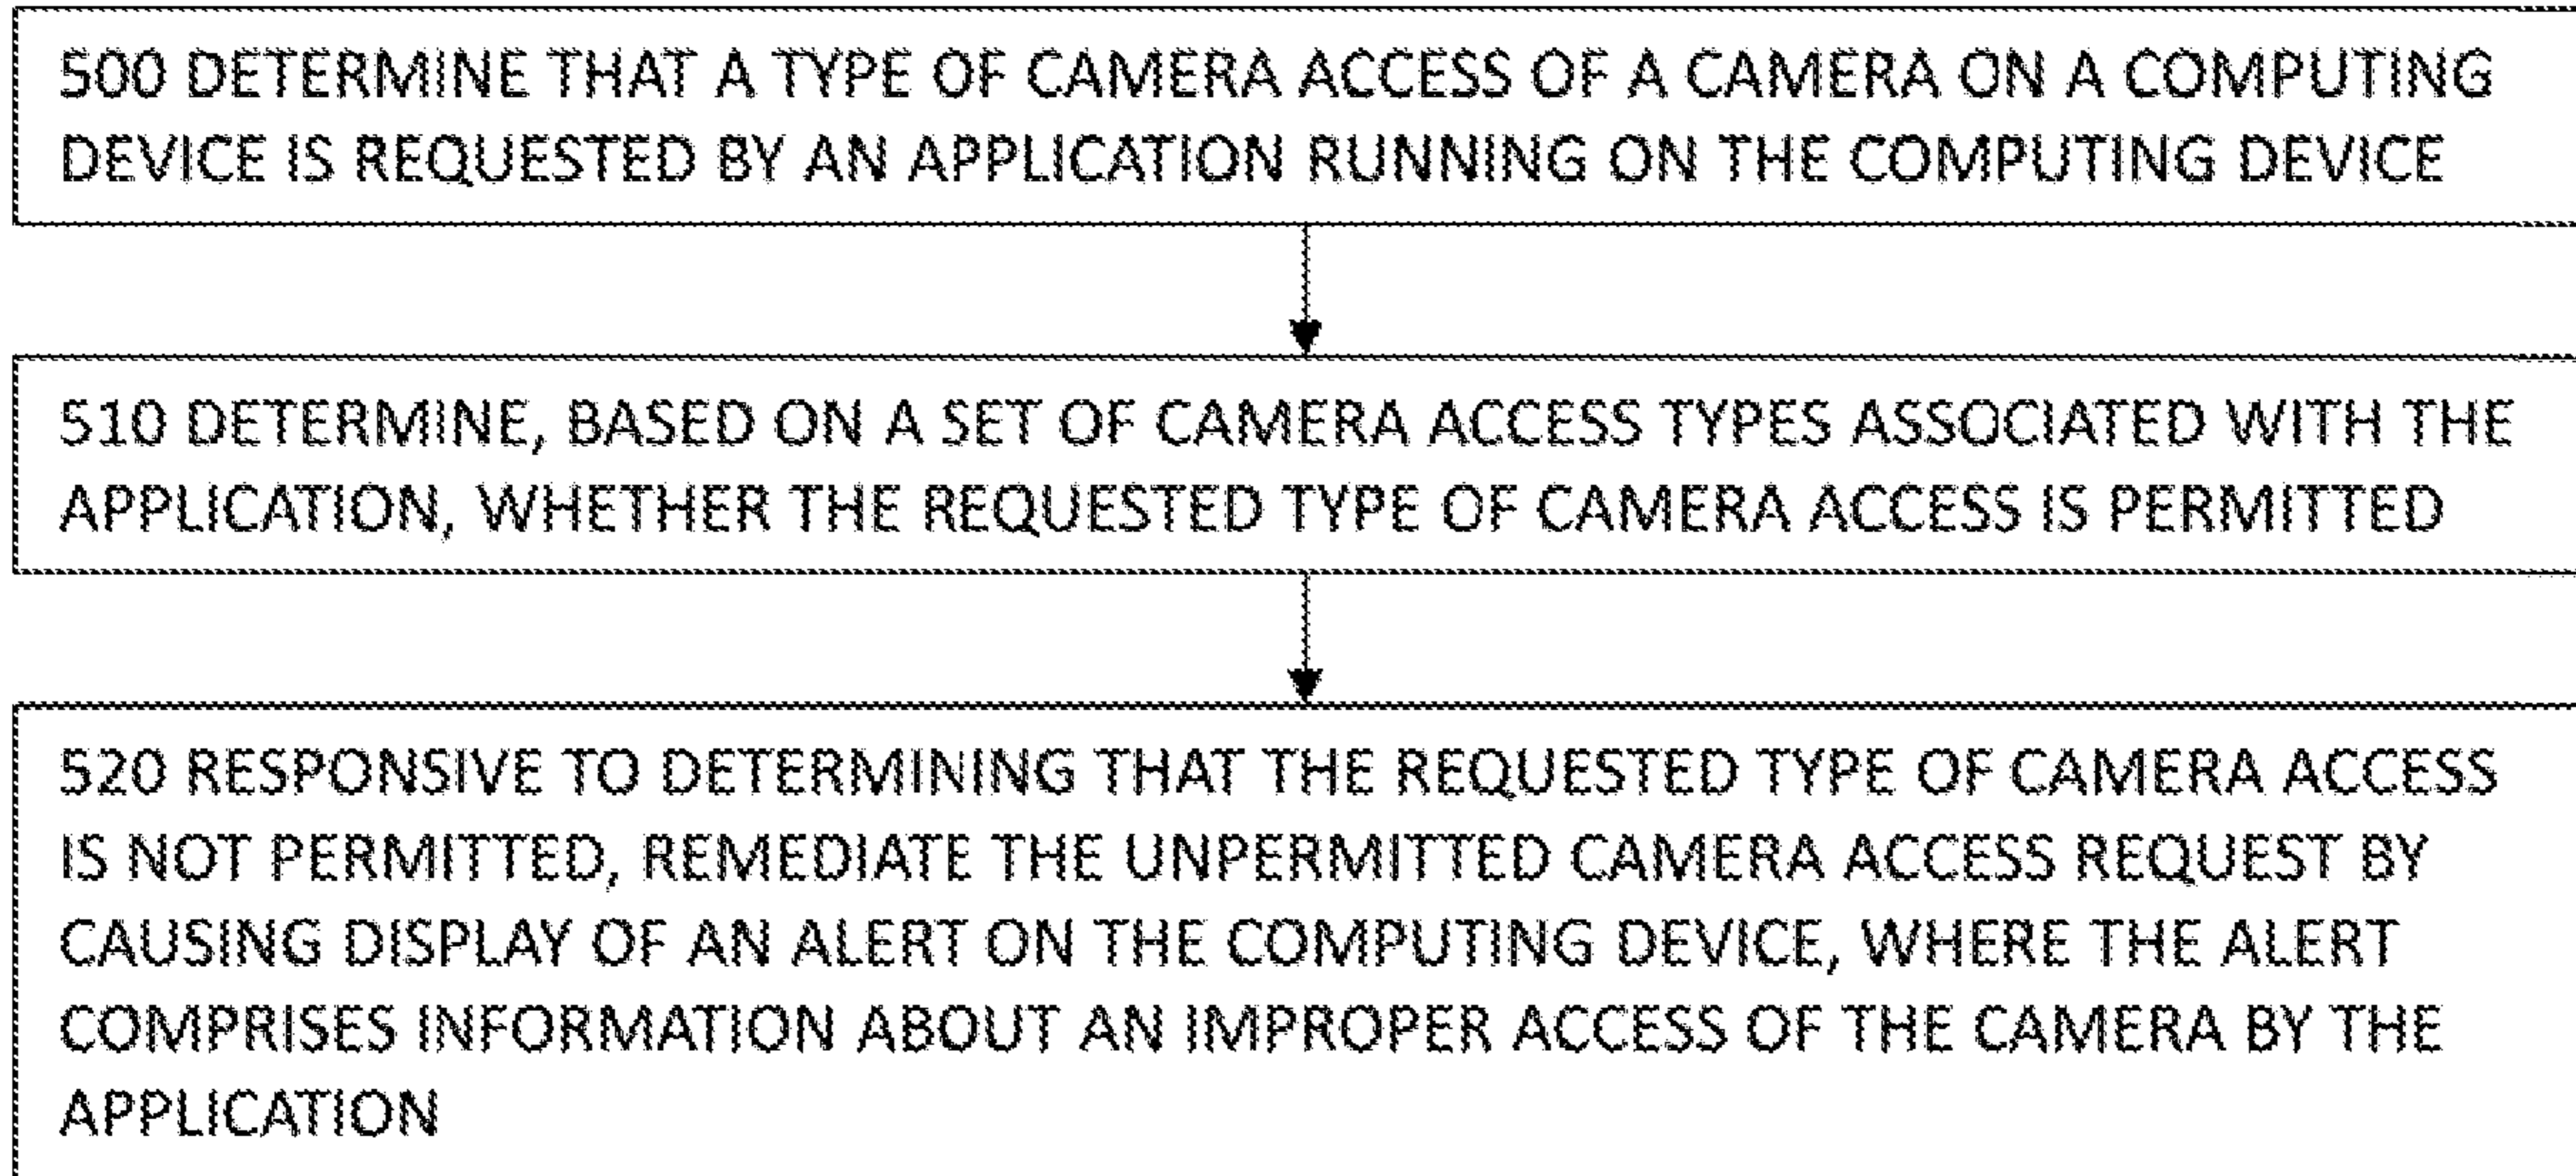 500 DETERMINE THAT A TYPE OF CAMERA ACCESS OF A CAMERA ON A COMPUTING
DEVICE IS REQUESTED BY AN APPLICATION RUNNING ON THE COMPUTING DEVICE
510 DETERMINE, BASED ON A SET OF CAMERA ACCESS TYPES ASSOCIATED WITH THE
APPLICATION, WHETHER THE REQUESTED TYPE OF CAMERA ACCESS IS PERMITTED
520 RESPONSIVE TO DETERMINING THAT THE REQUESTED TYPE OF CAMERA ACCESS
IS NOT PERMITTED, REMEDIATE THE UNPERMITTED CAMERA ACCESS REQUEST BY
CAUSING DISPLAY OF AN ALERT ON THE COMPUTING DEVICE, WHERE THE ALERT
COMPRISES INFORMATION ABOUT AN IMPROPER ACCESS OF THE CAMERA BY THE
APPLICATION